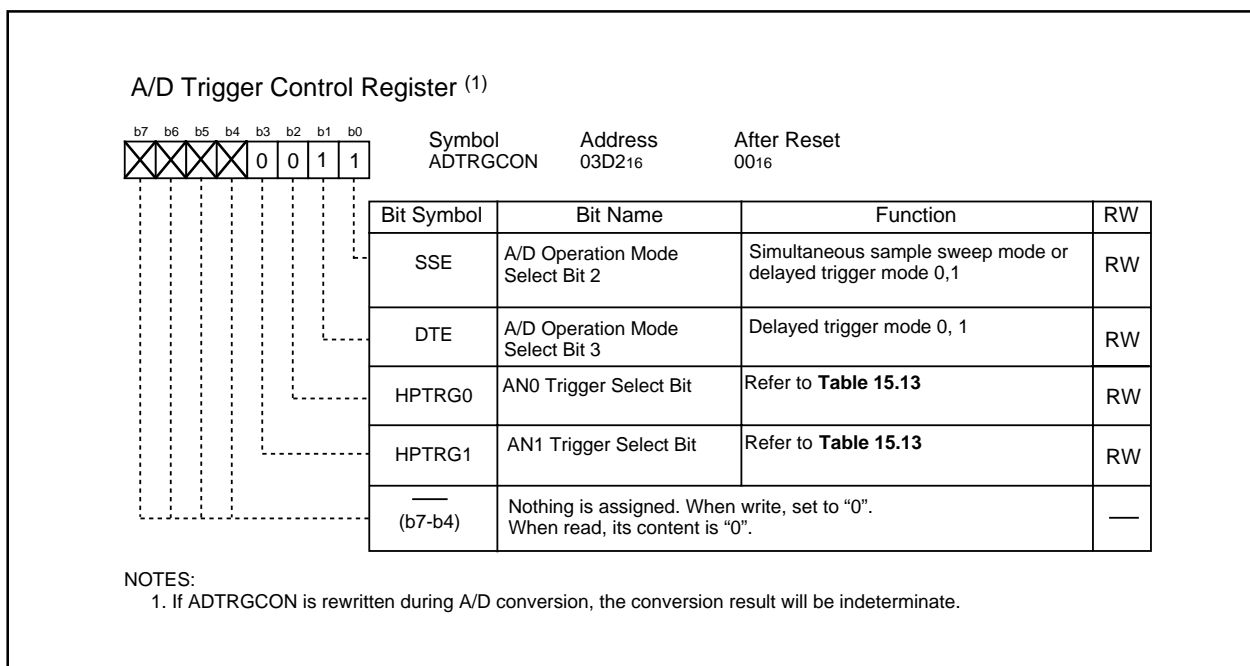 A/D Trigger Control Register (1)
b7 b6 b5 b4 b3 b2 b1 b0
0 0 1 1
Symbol Address After Reset
ADTRGCON 03D216 0016
Bit Symbol Bit Name Function RW
SSE A/D Operation Mode Select Bit 2 Simultaneous sample sweep mode or delayed trigger mode 0,1 RW
DTE A/D Operation Mode Select Bit 3 Delayed trigger mode 0, 1 RW
HPTRG0 AN0 Trigger Select Bit Refer to Table 15.13 RW
HPTRG1 AN1 Trigger Select Bit Refer to Table 15.13 RW
(b7-b4) Nothing is assigned. When write, set to “0”.
When read, its content is “0”.
NOTES:
1. If ADTRGCON is rewritten during A/D conversion, the conversion result will be indeterminate.